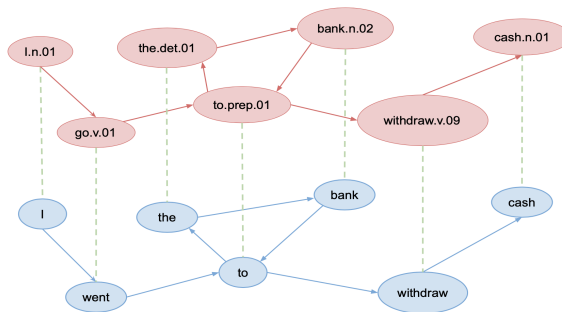 I.n.01
the.det.01
bank.n.02
cash.n.01
go.v.01
to.prep.01
withdraw.v.09
I
the
bank
cash
went
to
withdraw